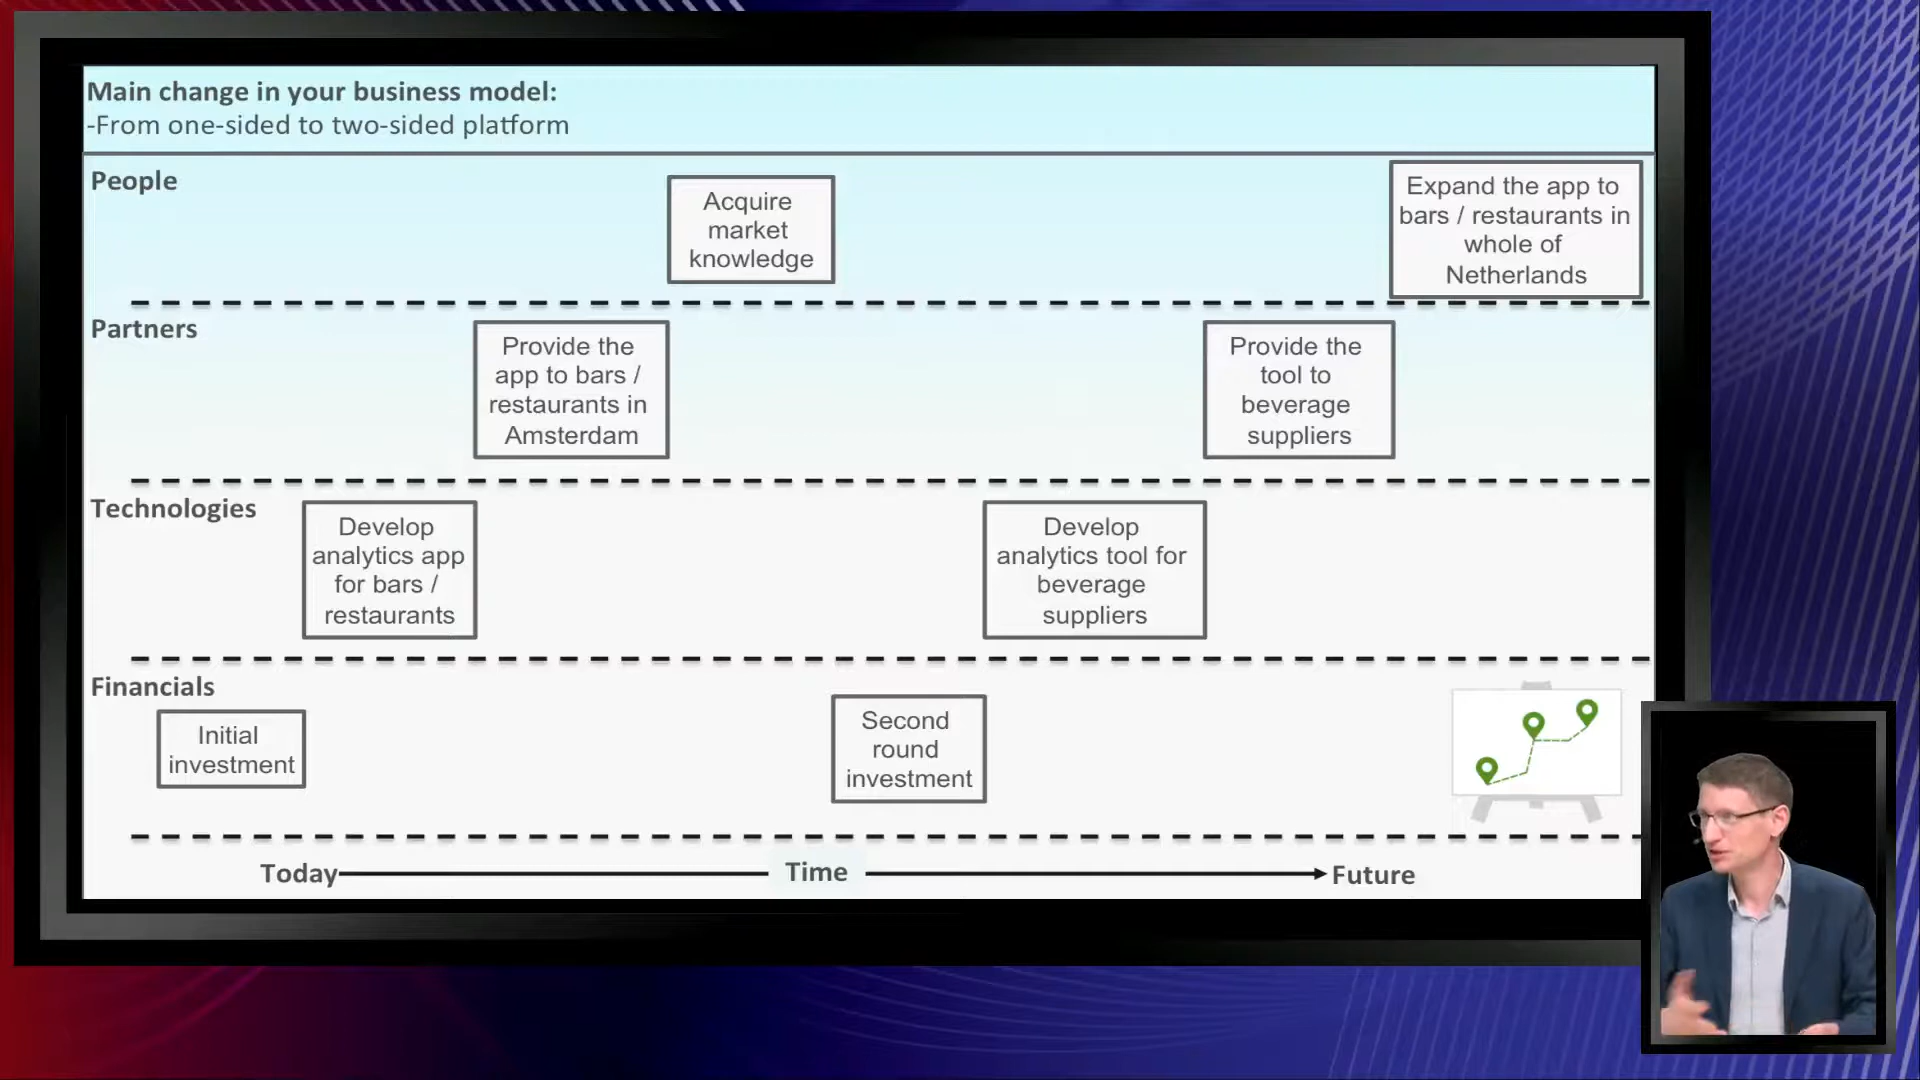 Main change in your business model:
-From one-sided to two-sided platform
People
Acquire
market
knowledge
Expand the app to
bars / restaurants in
whole of
Netherlands
Partners
Provide the
app to bars /
restaurants in
Amsterdam
Provide the
tool to
beverage
suppliers
Technologies
Develop
analytics app
for bars /
restaurants
Develop
analytics tool for
beverage
suppliers
Financials
Initial
investment
Second
round
investment
Today
Time
Future